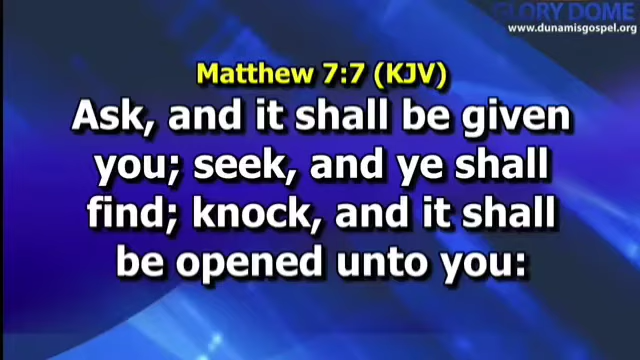 GLORY DOME
www.dunamisgospel.org
Matthew 7:7 (KJV)
Ask, and it shall be given
you; seek, and ye shall
find; knock, and it shall
be opened unto you: